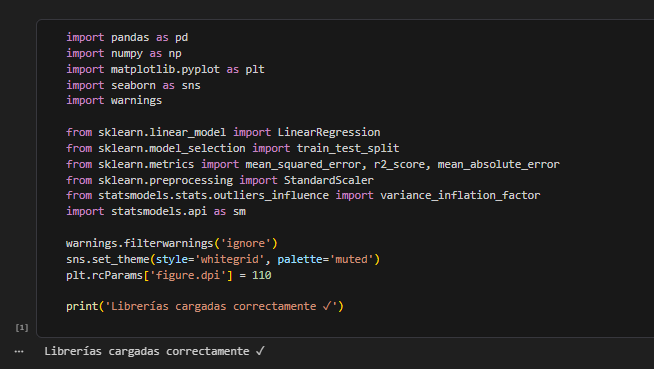 import pandas as pd
import numpy as np
import matplotlib.pyplot as plt
import seaborn as sns
import warnings

from sklearn.linear_model import LinearRegression
from sklearn.model_selection import train_test_split
from sklearn.metrics import mean_squared_error, r2_score, mean_absolute_error
from sklearn.preprocessing import StandardScaler
from statsmodels.stats.outliers_influence import variance_inflation_factor
import statsmodels.api as sm

warnings.filterwarnings('ignore')
sns.set_theme(style='whitegrid', palette='muted')
plt.rcParams['figure.dpi'] = 110

print('Librerías cargadas correctamente ✓')
[1]
... Librerías cargadas correctamente ✓